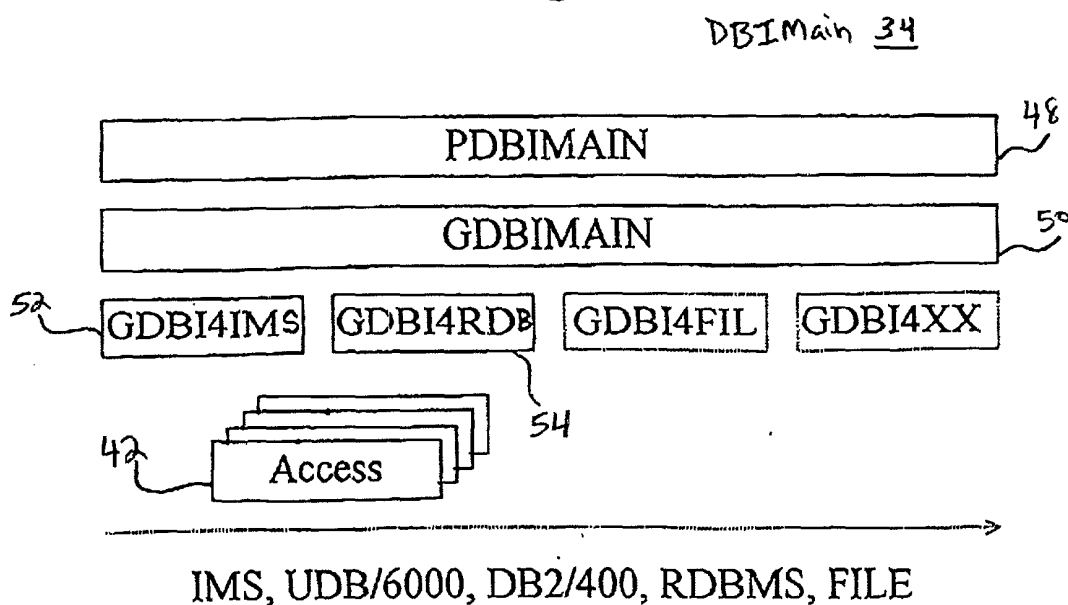 DBIMain 34
PDBIMAIN
48
GDBIMAIN
50
52
GDBI4IMS
GDBI4RDB
GDBI4FIL
GDBI4XX
54
42
Access
IMS, UDB/6000, DB2/400, RDBMS, FILE